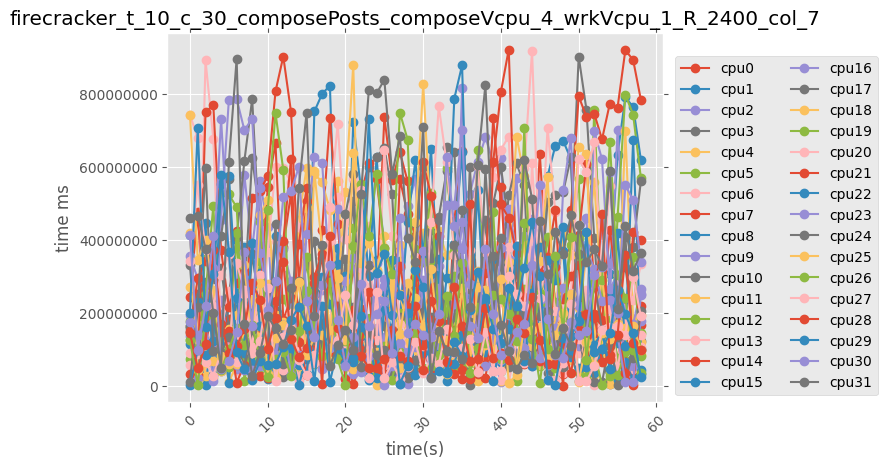 firecracker_t_10_c_30_composePosts_composeVcpu_4_wrkVcpu_1_R_2400_col_7
time ms
800000000
600000000
400000000
200000000
0
0
10
20
30
40
50
60
time(s)
cpu0
cpu1
cpu2
cpu3
cpu4
cpu5
cpu6
cpu7
cpu8
cpu9
cpu10
cpu11
cpu12
cpu13
cpu14
cpu15
cpu16
cpu17
cpu18
cpu19
cpu20
cpu21
cpu22
cpu23
cpu24
cpu25
cpu26
cpu27
cpu28
cpu29
cpu30
cpu31